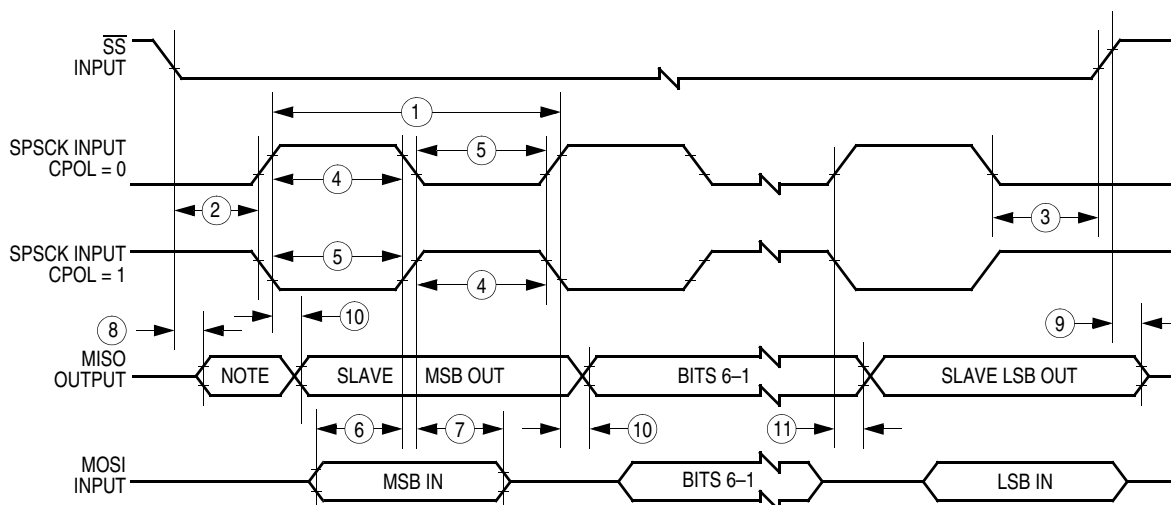 S̅S̅
INPUT
1
SPSCK INPUT
CPOL = 0
5
4
2
3
SPSCK INPUT
CPOL = 1
5
4
8
10
9
MISO
OUTPUT
NOTE
SLAVE
MSB OUT
BITS 6–1
SLAVE LSB OUT
6
7
10
11
MOSI
INPUT
MSB IN
BITS 6–1
LSB IN